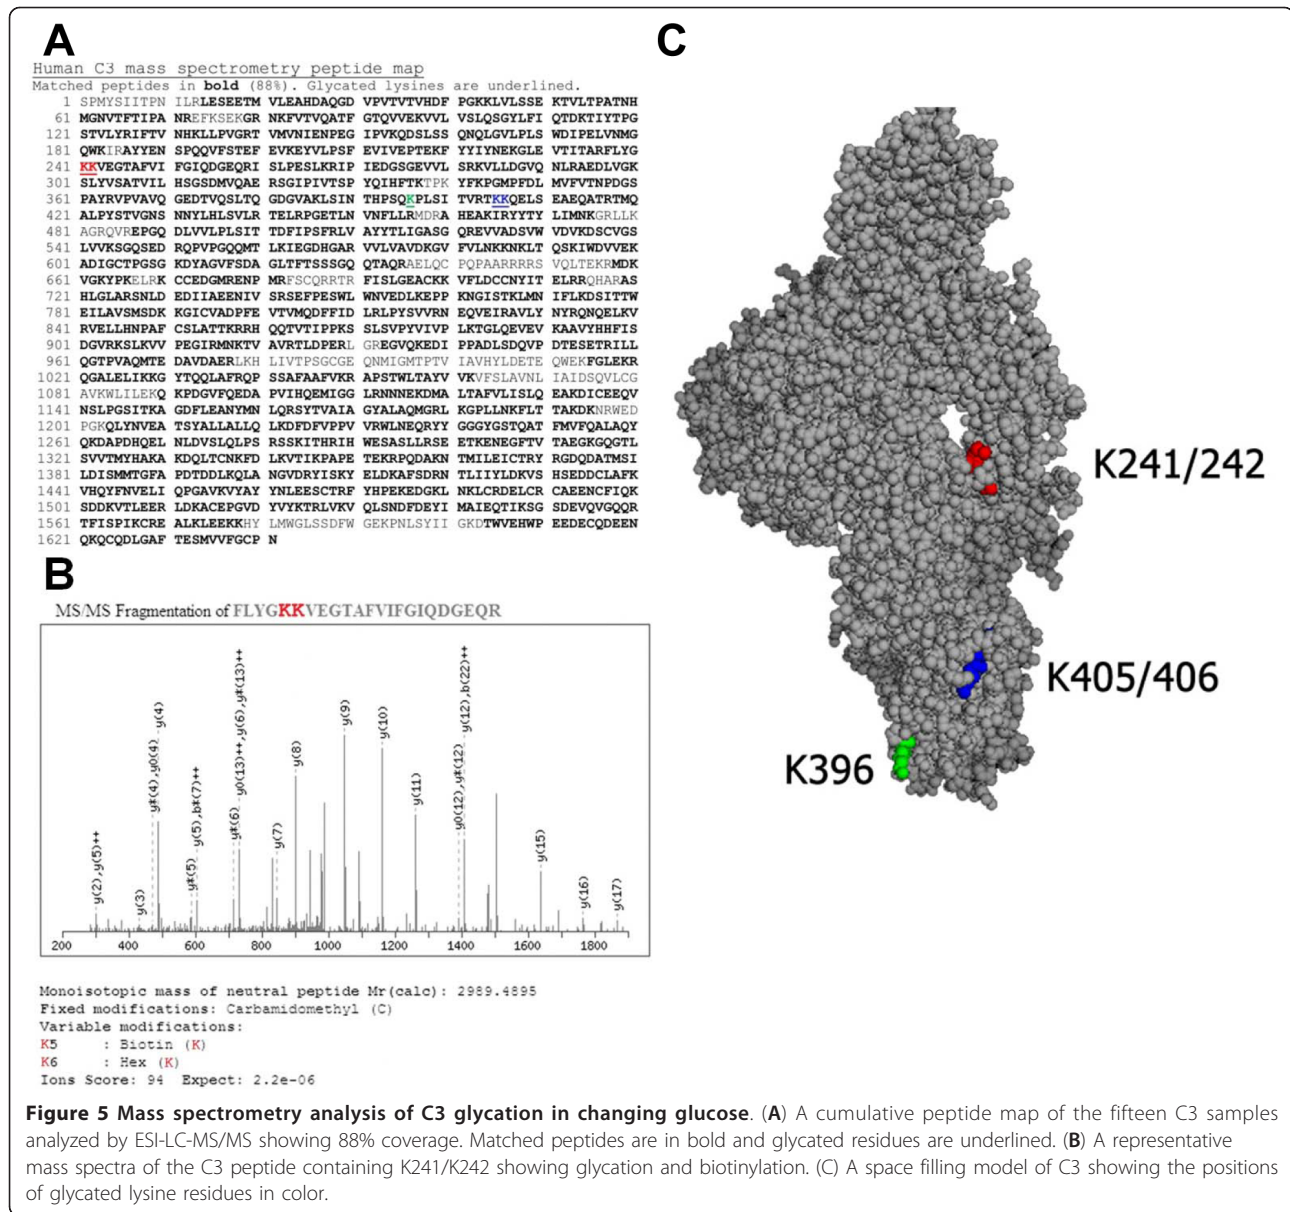 A
Human C3 mass spectrometry peptide map
Matched peptides in bold (88%). Glycated lysines are underlined.
1 SPMYSIITPN ILRLESEETM VLEAHDAQGD VPVTVTVHDF PGKKLVLSSE KTVLTPATNH
61 MGNVTFTIPA NREFKSEKGR NKFVTVQATF GTQVVEKVVL VSLQSGYLFI QTDKTIYTPG
121 STVLYRIFTV NHKLLPVGRT VMVNIENPEG IPVKQDSLSS QNQLGVLPLS WDIPELVNMG
181 QWKIRAYYEN SPQQVFSTEF EVKEYVLPSF EVIVEPTEKF YYIYNEKGLE VTITARFLYG
241 KKVEGTAFVI FGIQDGEQRI SLPESLKRIP IEDGSGEVVL SRKVLLDGVQ NLRAEDLVGK
301 SLYVSATVIL HSGSDMVQAE RSGIPIVTSP YQIHFTKTPK YFKPGMPFDL MVFVTNPDGS
361 PAYRVPVAVQ GEDTVQSLTQ GDGVAKLSIN THPSQKPLSI TVRTKKQELS EAEQATRTMQ
421 ALPYSTVGNS NNYLHLSVLR TELRPGETLN VNFLLRMDRA HEAKIRYYTY LIMNKGRLLK
481 AGRQVREPGQ DLVVLPLSIT TDFIPSFRLV AYYTLIGASG QREVVADSVW VDVKDSCVGS
541 LVVKSGQSED RQPVPGQQMT LKIEGDHGAR VVLVAVDKGV FVLNKKNKLT QSKIWDVVEK
601 ADIGCTPGSG KDYAGVFSDA GLTFTSSSGQ QTAQRAELQC PQPAARRRRS VQLTEKRMDK
661 VGKYPKELRK CCEDGMRENP MRFSCQRRTR FISLGEACKK VFLDCCNYIT ELRRQHARAS
721 HLGLARSNLD EDIIAEENIV SRSEFPESWL WNVEDLKEPP KNGISTKLMN IFLKDSITTW
781 EILAVSMSDK KGICVADPFE VTVMQDFFID LRLPYSVVRN EQVEIRAVLY NYRQNQELKV
841 RVELLHNPAF CSLATTKRRH QQTVTIPPKS SLSVPYVIVP LKTGLQEVEV KAAVYHHFIS
901 DGVRKSLKVV PEGIRMNKTV AVRTLDPERL GREGVQKEDI PPADLSDQVP DTESETRILL
961 QGTPVAQMTE DAVDAERLKH LIVTPSGCGE QNMIGMTPTV IAVHYLDETE QWEKFGLEKR
1021 QGALELIKKG YTQQLAFRQP SSAFAAFVKR APSTWLTAYV VKVFSLAVNL IAIDSQVLCG
1081 AVKWLILEKQ KPDGVFQEDA PVIHQEMIGG LRNNNEKDMA LTAFVLISLQ EAKDICEEQV
1141 NSLPGSITKA GDFLEANYMN LQRSYTVAIA GYALAQMGRL KGPLLNKFLT TAKDKNRWED
1201 PGKQLYNVEA TSYALLALLQ LKDFDFVPPV VRWLNEQRYY GGGYGSTQAT FMVFQALAQY
1261 QKDAPDHQEL NLDVSLQLPS RSSKITHRIH WESASLLRSE ETKENEGFTV TAEGKGQGTL
1321 SVVTMYHAKA KDQLTCNKFD LKVTIKPAPE TEKRPQDAKN TMILEICTRY RGDQDATMSI
1381 LDISMMTGFA PDTDDLKQLA NGVDRYISKY ELDKAFSDRN TLIIYLDKVS HSEDDCLAFK
1441 VHQYFNVELI QPGAVKVYAY YNLEESCTRF YHPEKEDGKL NKLCRDELCR CAEENCFIQK
1501 SDDKVTLEER LDKACEPGVD YVYKTRLVKV QLSNDFDEYI MAIEQTIKSG SDEVQVGQQR
1561 TFISPIKCRE ALKLEEKKHY LMWGLSSDFW GEKPNLSYII GKDTWVEHWP EEDECQDEEN
1621 QKQCQDLGAF TESMVVFGCP N
B
MS/MS Fragmentation of FLYGKKVEGTAFVIFGIQDGEQR
y(2),y(5)++
y(3)
y*(4),y0(4)
y(4)
y*(5)
y(5),b*(7)++
y*(6)
y0(13)++,y(6),y*(13)++
y(7)
y(8)
y(9)
y(10)
y(11)
y0(12),y*(12)
y(12),b(22)++
y(15)
y(16)
y(17)
200 400 600 800 1000 1200 1400 1600 1800
Monoisotopic mass of neutral peptide Mr(calc): 2989.4895
Fixed modifications: Carbamidomethyl (C)
Variable modifications:
K5 : Biotin (K)
K6 : Hex (K)
Ions Score: 94 Expect: 2.2e-06
C
K241/242
K405/406
K396
Figure 5 Mass spectrometry analysis of C3 glycation in changing glucose. (A) A cumulative peptide map of the fifteen C3 samples
analyzed by ESI-LC-MS/MS showing 88% coverage. Matched peptides are in bold and glycated residues are underlined. (B) A representative
mass spectra of the C3 peptide containing K241/K242 showing glycation and biotinylation. (C) A space filling model of C3 showing the positions
of glycated lysine residues in color.